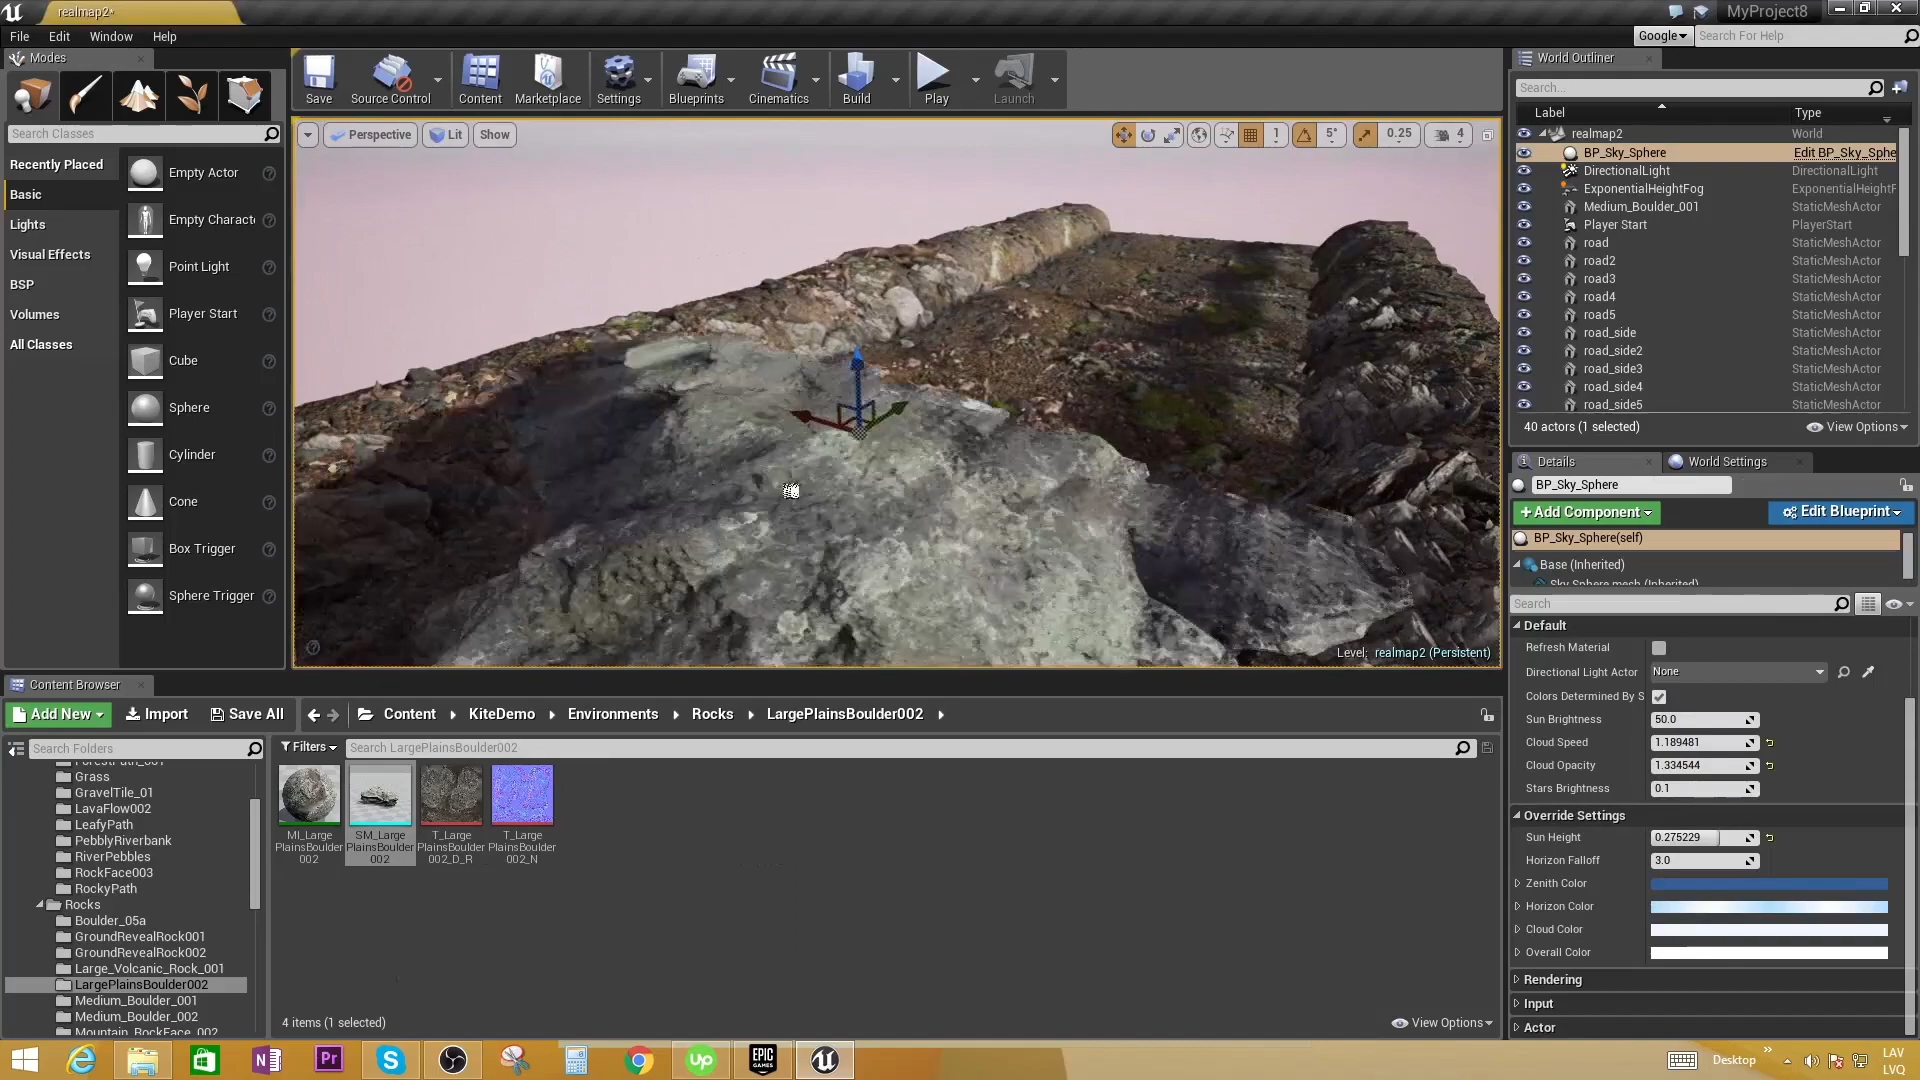 realmap2*
MyProject8
File Edit Window Help
Google Search For Help
Modes
Search Classes
Recently Placed
Basic
Lights
Visual Effects
BSP
Volumes
All Classes
Empty Actor
Empty Charact
Point Light
Player Start
Cube
Sphere
Cylinder
Cone
Box Trigger
Sphere Trigger
Save
Source Control
Content
Marketplace
Settings
Blueprints
Cinematics
Build
Play
Launch
Perspective Lit Show
1 5° 0.25 4
Level: realmap2 (Persistent)
World Outliner
Search...
Label Type
realmap2 World
BP_Sky_Sphere Edit BP_Sky_Sphe
DirectionalLight DirectionalLight
ExponentialHeightFog ExponentialHeightF
Medium_Boulder_001 StaticMeshActor
Player Start PlayerStart
road StaticMeshActor
road2 StaticMeshActor
road3 StaticMeshActor
road4 StaticMeshActor
road5 StaticMeshActor
road_side StaticMeshActor
road_side2 StaticMeshActor
road_side3 StaticMeshActor
road_side4 StaticMeshActor
road_side5 StaticMeshActor
40 actors (1 selected) View Options
Details World Settings
BP_Sky_Sphere
+Add Component Edit Blueprint
BP_Sky_Sphere(self)
Base (Inherited)
Sky Sphere mesh (Inherited)
Search
Default
Refresh Material
Directional Light Actor None
Colors Determined By S
Sun Brightness 50.0
Cloud Speed 1.189481
Cloud Opacity 1.334544
Stars Brightness 0.1
Override Settings
Sun Height 0.275229
Horizon Falloff 3.0
Zenith Color
Horizon Color
Cloud Color
Overall Color
Rendering
Input
Actor
Content Browser
Add New Import Save All Content KiteDemo Environments Rocks LargePlainsBoulder002
Search Folders
Filters Search LargePlainsBoulder002
ForestPath_001
Grass
GravelTile_01
LavaFlow002
LeafyPath
PebblyRiverbank
RiverPebbles
RockFace003
RockyPath
Rocks
Boulder_05a
GroundRevealRock001
GroundRevealRock002
Large_Volcanic_Rock_001
LargePlainsBoulder002
Medium_Boulder_001
Medium_Boulder_002
Mountain_RockFace_002
MI_Large
PlainsBoulder
002
SM_Large
PlainsBoulder
002
T_Large
PlainsBoulder
002_D_R
T_Large
PlainsBoulder
002_N
4 items (1 selected)
View Options
N
Pr
S
Up
EPIC
GAMES
Desktop
LAV
LVQ